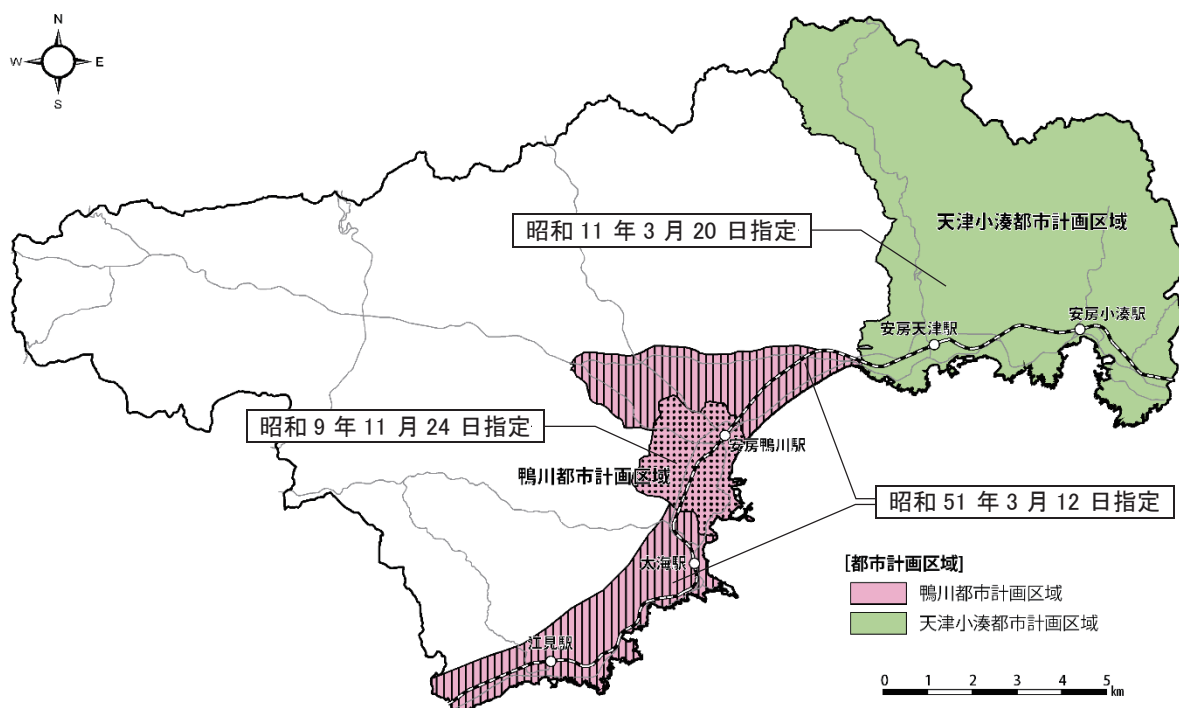 N
W E
S
昭和 11 年 3 月 20 日指定
天津小湊都市計画区域
安房小湊駅
安房天津駅
昭和 9 年 11 月 24 日指定
安房鴨川駅
鴨川都市計画区域
昭和 51 年 3 月 12 日指定
太海駅
江見駅
[都市計画区域]
鴨川都市計画区域
天津小湊都市計画区域
0 1 2 3 4 5 km